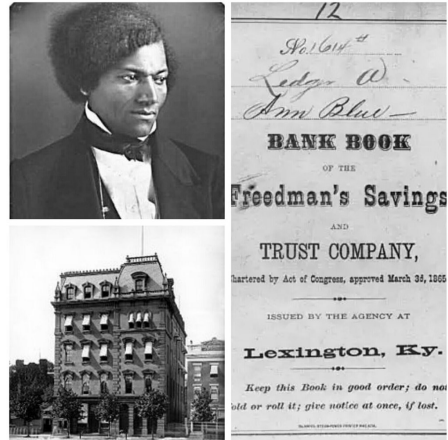 12
No. 1614th
Ledger A
Ann Blue
BANK BOOK
OF THE
Freedman's Savings
AND
TRUST COMPANY,
Chartered by Act of Congress, approved March 3d, 1865
ISSUED BY THE AGENCY AT
Lexington, Ky.
Keep this Book in good order; do not
fold or roll it; give notice at once, if lost.